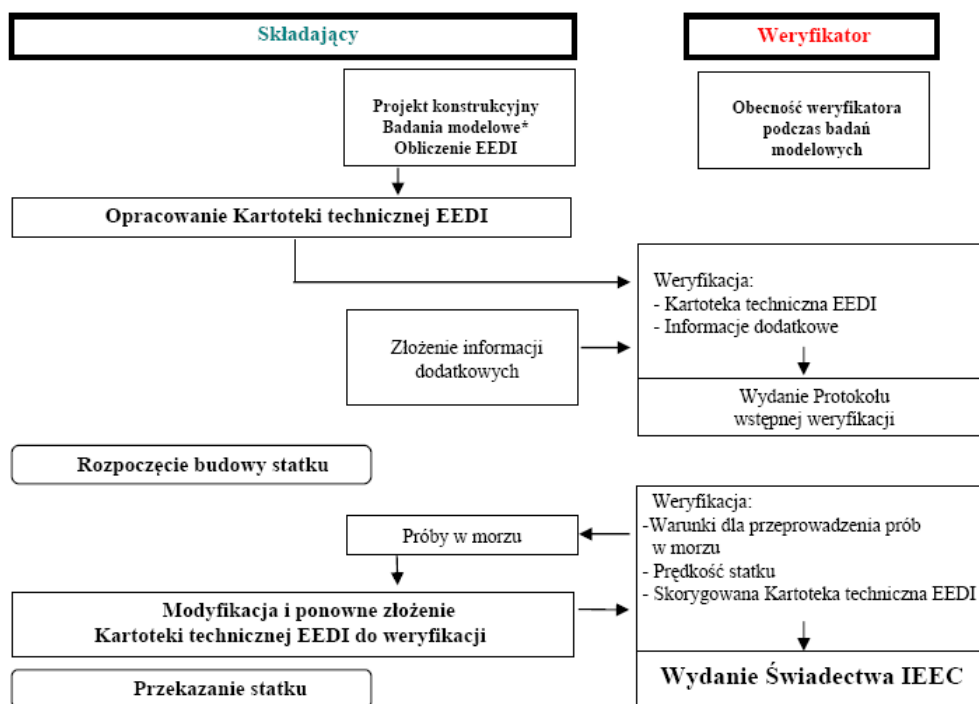 Składający
Weryfikator
Projekt konstrukcyjny
Badania modelowe*
Obliczenie EEDI
Obecność weryfikatora
podczas badań
modelowych
Opracowanie Kartoteki technicznej EEDI
Weryfikacja:
- Kartoteka techniczna EEDI
- Informacje dodatkowe
Złożenie informacji
dodatkowych
Wydanie Protokołu
wstępnej weryfikacji
Rozpoczęcie budowy statku
Weryfikacja:
-Warunki dla przeprowadzenia prób
w morzu
- Prędkość statku
- Skorygowana Kartoteka techniczna EEDI
Próby w morzu
Modyfikacja i ponowne złożenie
Kartoteki technicznej EEDI do weryfikacji
Wydanie Świadectwa IEEC
Przekazanie statku